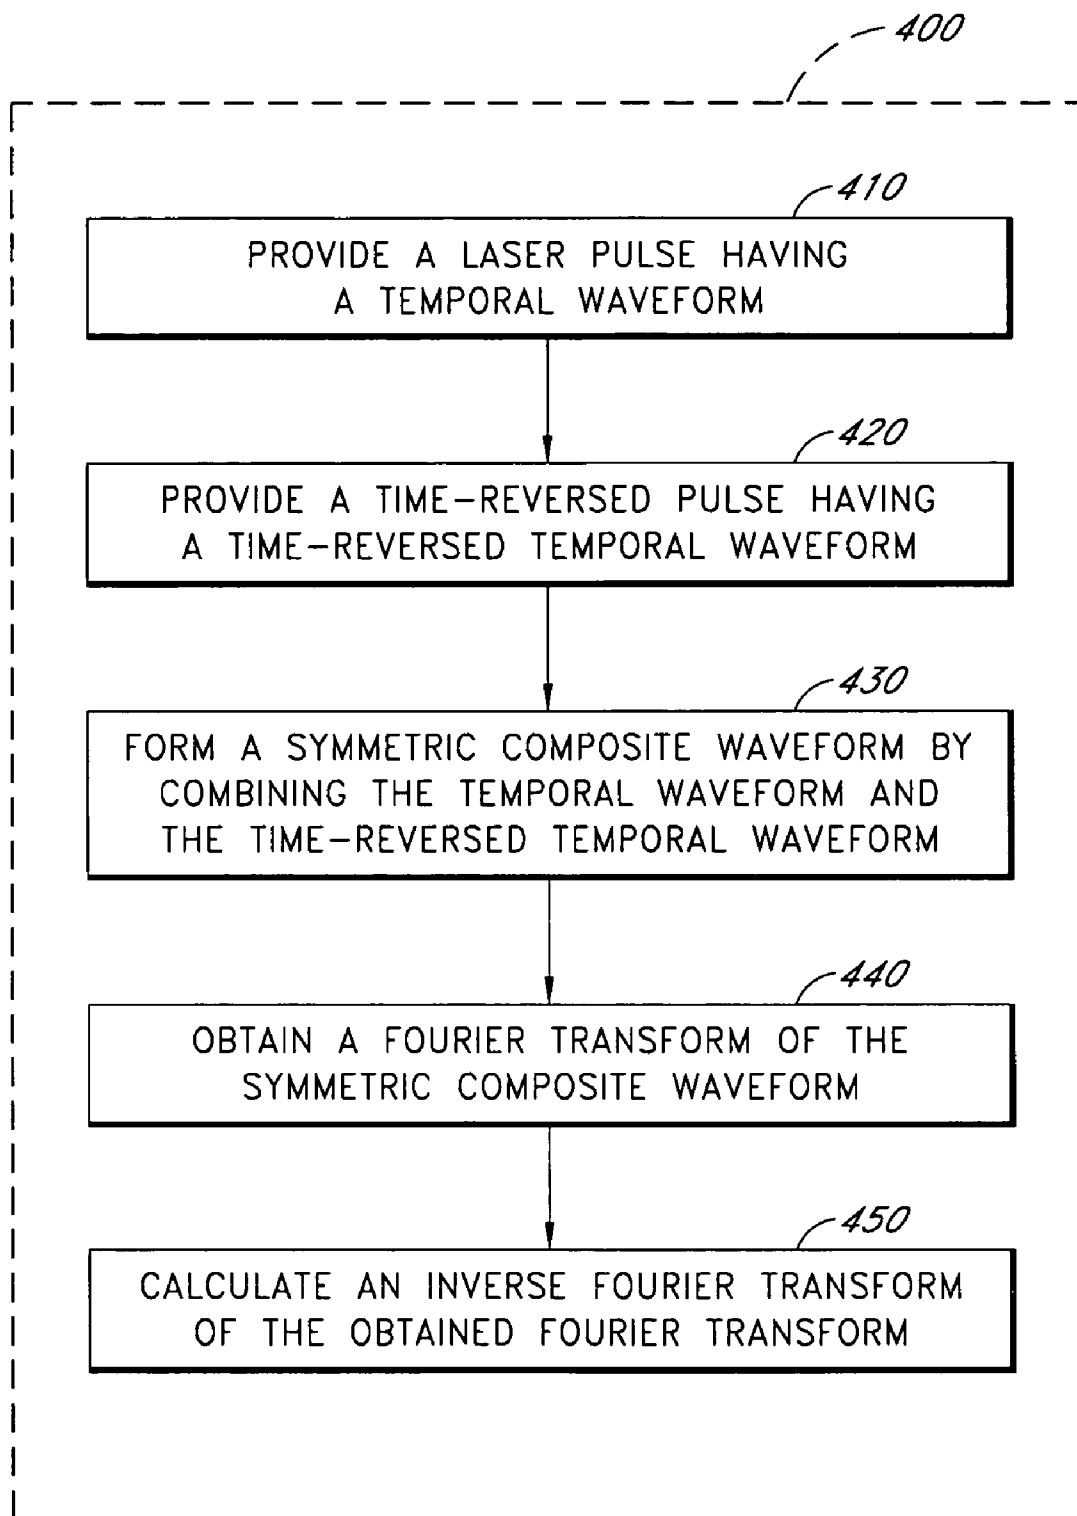 400
410
PROVIDE A LASER PULSE HAVING
A TEMPORAL WAVEFORM
420
PROVIDE A TIME-REVERSED PULSE HAVING
A TIME-REVERSED TEMPORAL WAVEFORM
430
FORM A SYMMETRIC COMPOSITE WAVEFORM BY
COMBINING THE TEMPORAL WAVEFORM AND
THE TIME-REVERSED TEMPORAL WAVEFORM
440
OBTAIN A FOURIER TRANSFORM OF THE
SYMMETRIC COMPOSITE WAVEFORM
450
CALCULATE AN INVERSE FOURIER TRANSFORM
OF THE OBTAINED FOURIER TRANSFORM